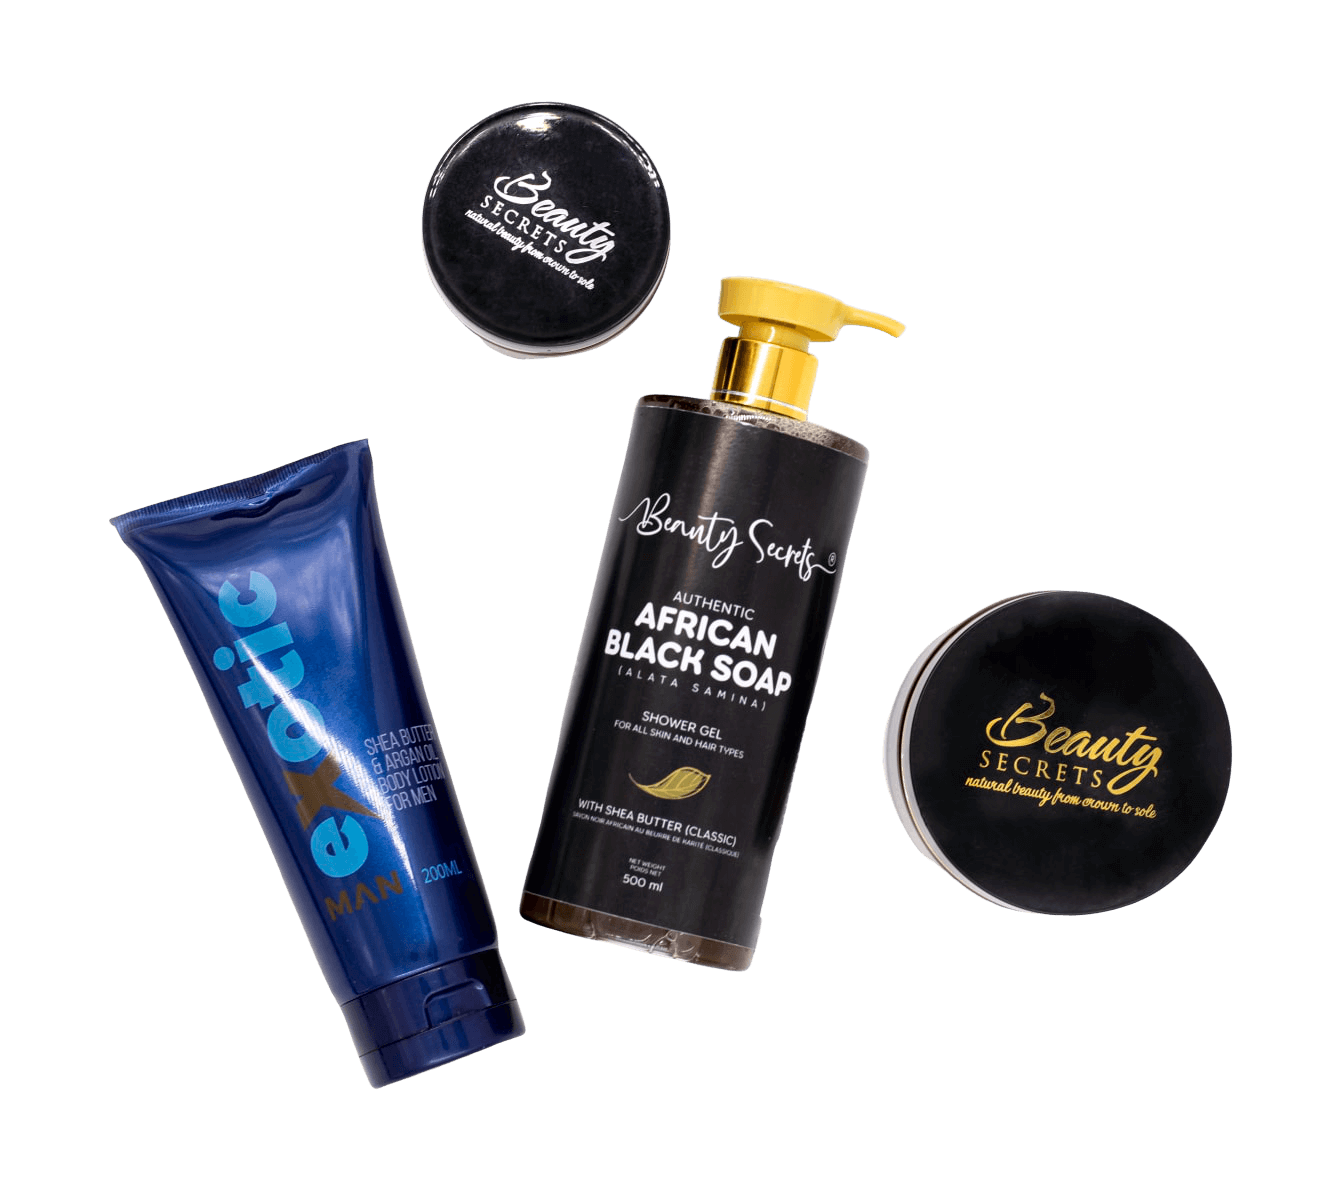 Beauty
SECRETS
natural beauty from crown to sole
Beauty Secrets®
AUTHENTIC
AFRICAN
BLACK SOAP
(ALATA SAMINA)
SHOWER GEL
FOR ALL SKIN AND HAIR TYPES
WITH SHEA BUTTER (CLASSIC)
SAVON NOIR AFRICAIN AU BEURRE DE KARITÉ (CLASSIQUE)
NET WEIGHT
POIDS NET
500 ml
exotic
MAN
SHEA BUTTER
& ARGAN OIL
BODY LOTION
FOR MEN
200ML
Beauty
SECRETS
natural beauty from crown to sole